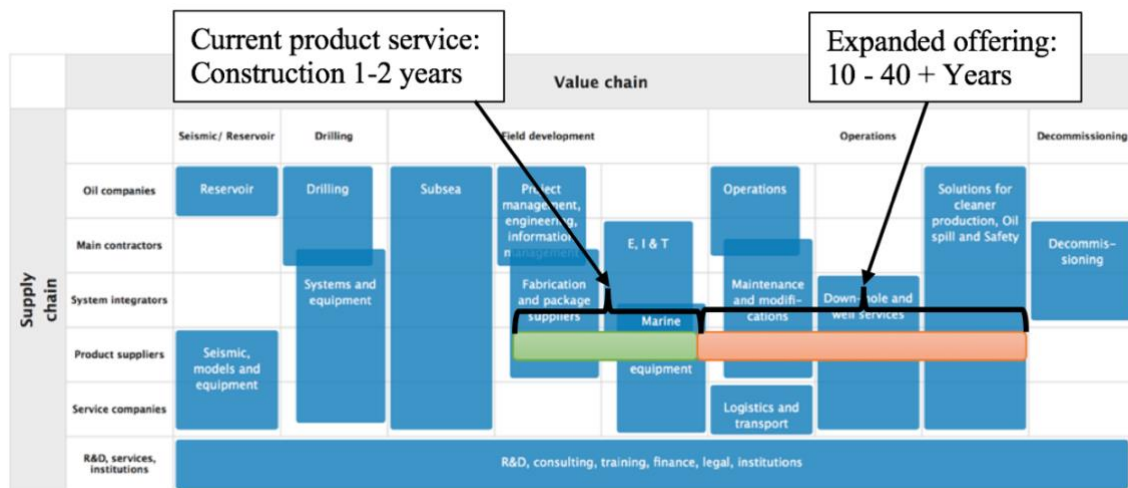 Current product service:
Construction 1-2 years
Expanded offering:
10 - 40 + Years
Value chain
Supply
chain
Seismic/ Reservoir
Drilling
Field development
Operations
Decommissioning
Oil companies
Reservoir
Drilling
Subsea
Project
management,
engineering,
information
management
Operations
Solutions for
cleaner
production, Oil
spill and Safety
Main contractors
E, I & T
Decommis-
sioning
System integrators
Systems and
equipment
Fabrication
and package
suppliers
Marine
equipment
Maintenance
and modifi-
cations
Down-hole and
well services
Product suppliers
Seismic,
models and
equipment
Service companies
Logistics and
transport
R&D, services,
institutions
R&D, consulting, training, finance, legal, institutions